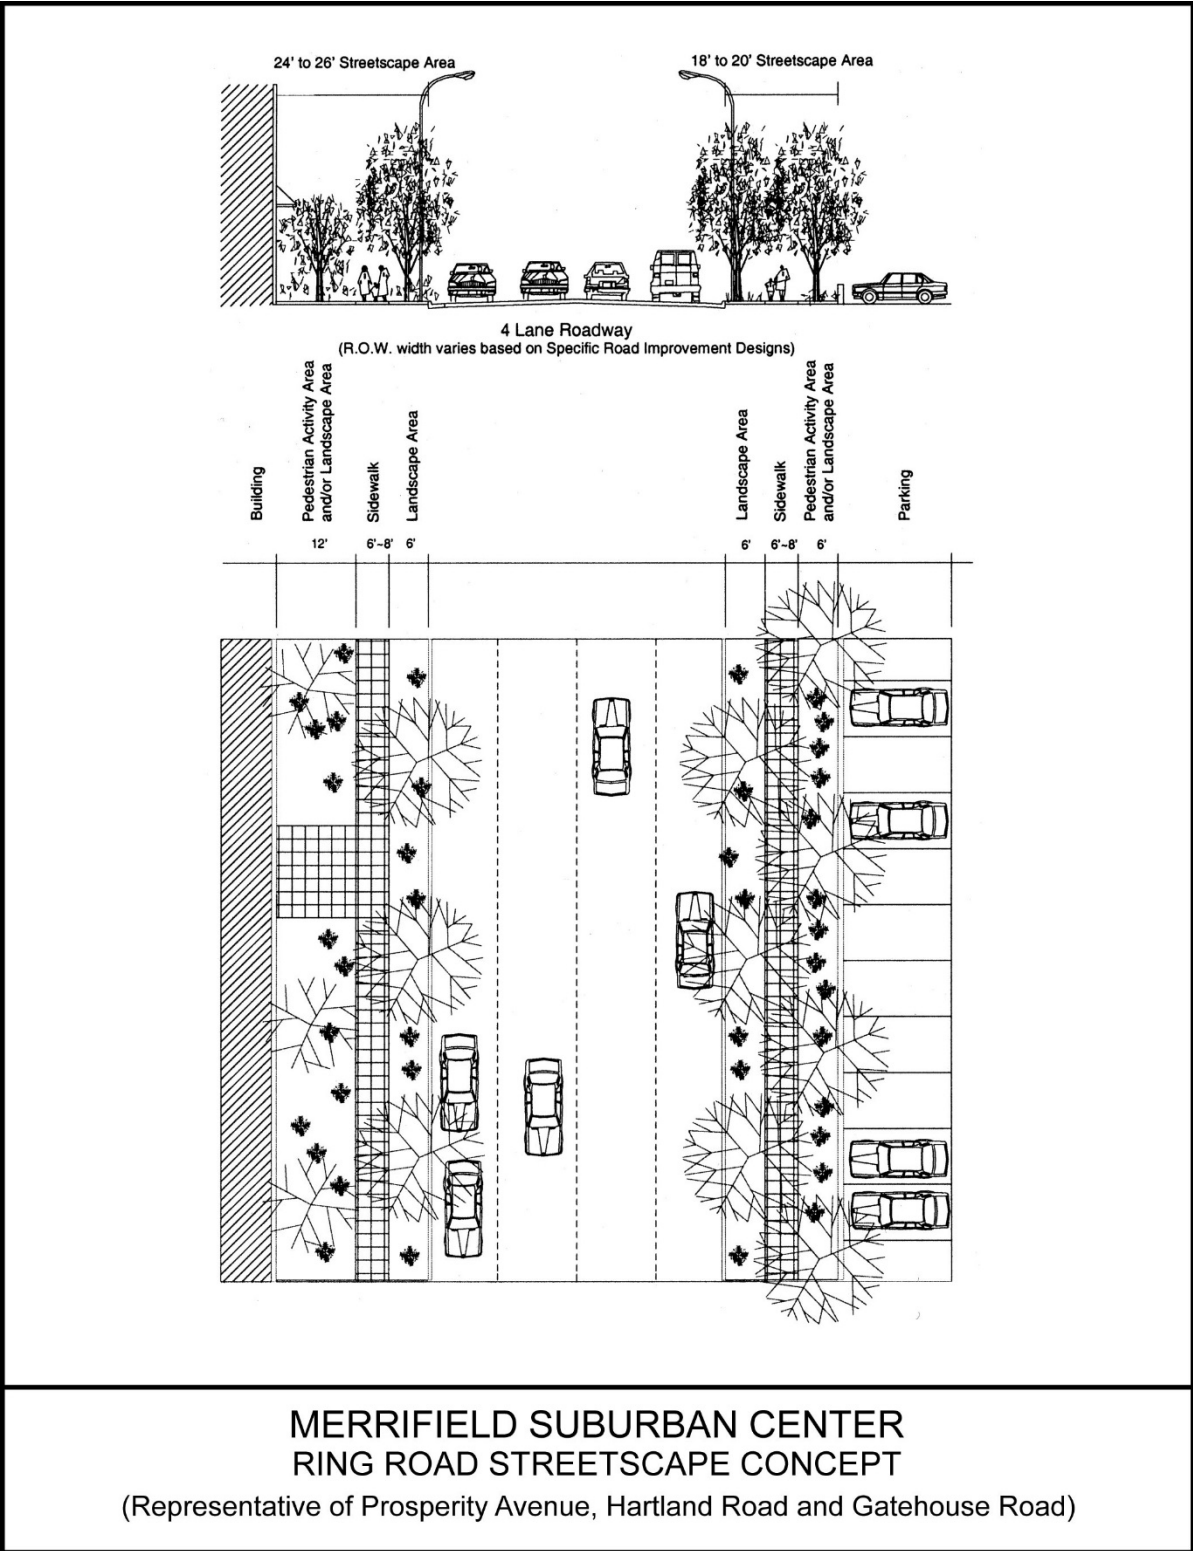 24' to 26' Streetscape Area
18' to 20' Streetscape Area
4 Lane Roadway
(R.O.W. width varies based on Specific Road Improvement Designs)
Building
Pedestrian Activity Area
and/or Landscape Area
Sidewalk
Landscape Area
Landscape Area
Sidewalk
Pedestrian Activity Area
and/or Landscape Area
Parking
12'
6'~8'
6'
6'
6'~8'
6'
MERRIFIELD SUBURBAN CENTER
RING ROAD STREETSCAPE CONCEPT
(Representative of Prosperity Avenue, Hartland Road and Gatehouse Road)